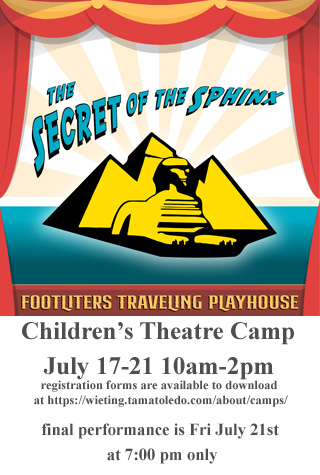 THE
SECRET OF THE SPHINX
FOOTLITERS TRAVELING PLAYHOUSE
Children's Theatre Camp
July 17-21 10am-2pm
registration forms are available to download
at https://wieting.tamatoledo.com/about/camps/
final performance is Fri July 21st
at 7:00 pm only